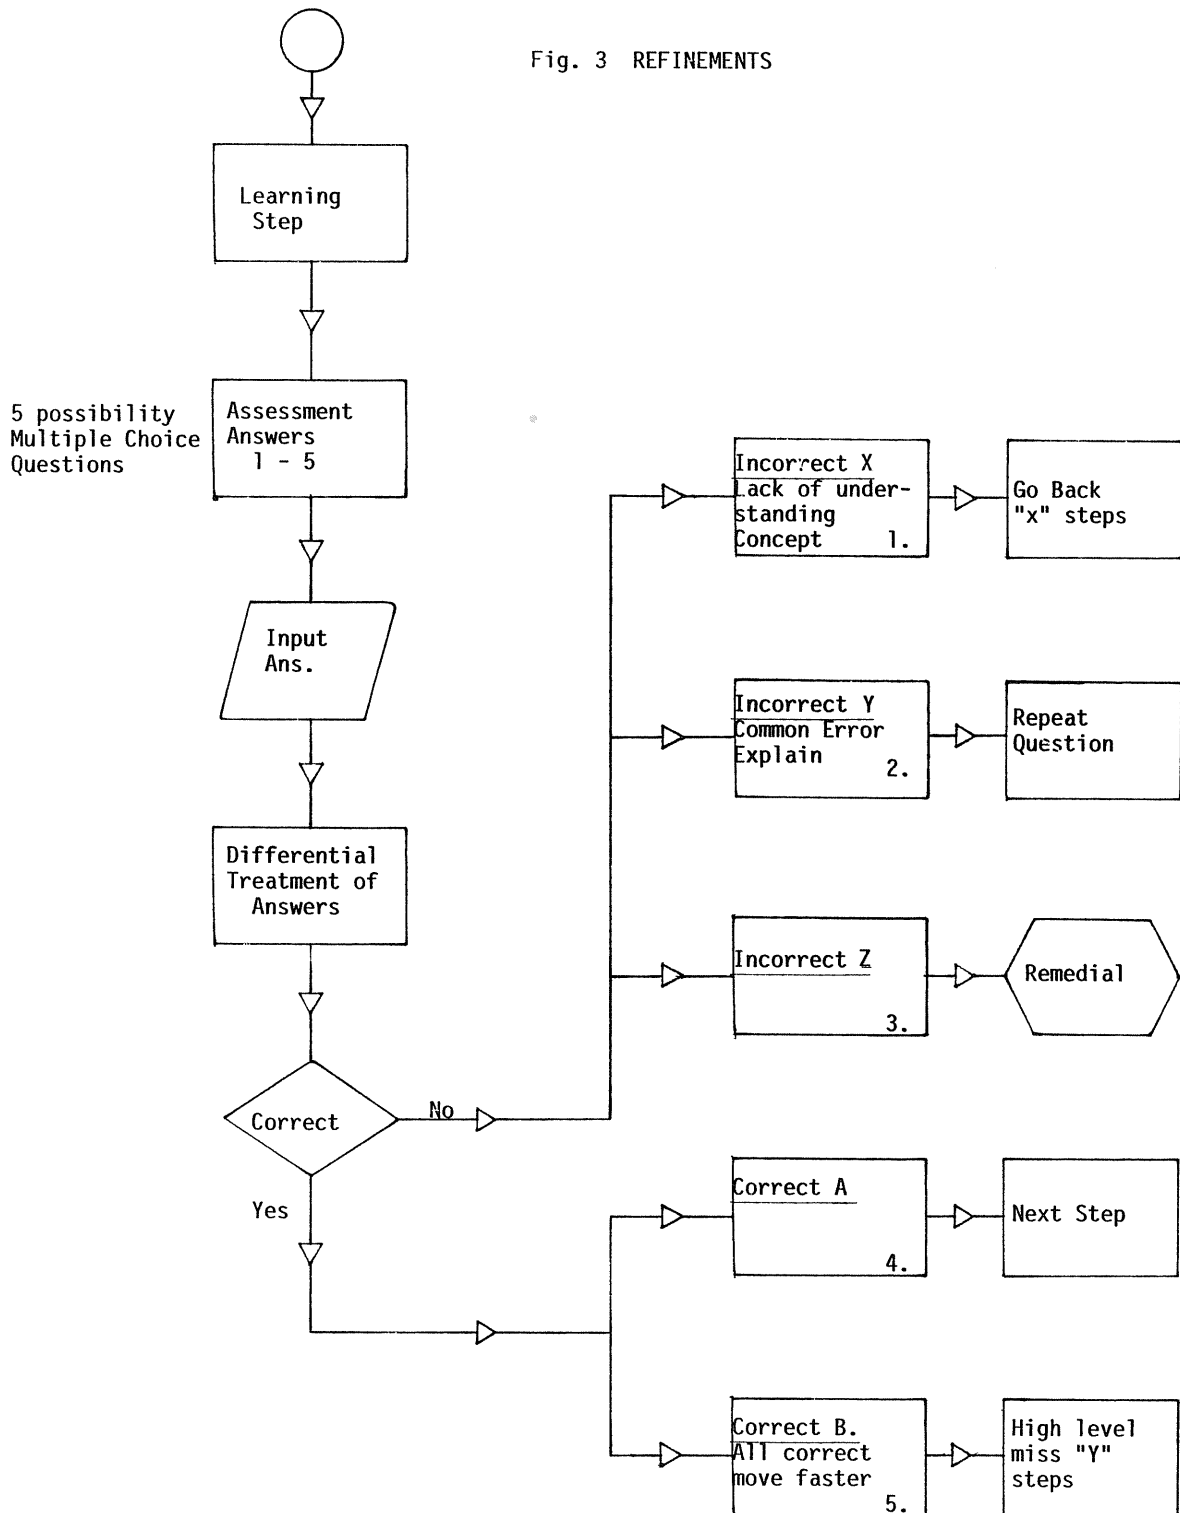 Fig. 3 REFINEMENTS
Learning
Step
5 possibility
Multiple Choice
Questions
Assessment
Answers
1 - 5
Input
Ans.
Differential
Treatment of
Answers
Correct
No
Yes
Incorrect X
Lack of under-
standing
Concept 1.
Go Back
"x" steps
Incorrect Y
Common Error
Explain 2.
Repeat
Question
Incorrect Z
3.
Remedial
Correct A
4.
Next Step
Correct B.
All correct
move faster
5.
High level
miss "Y"
steps